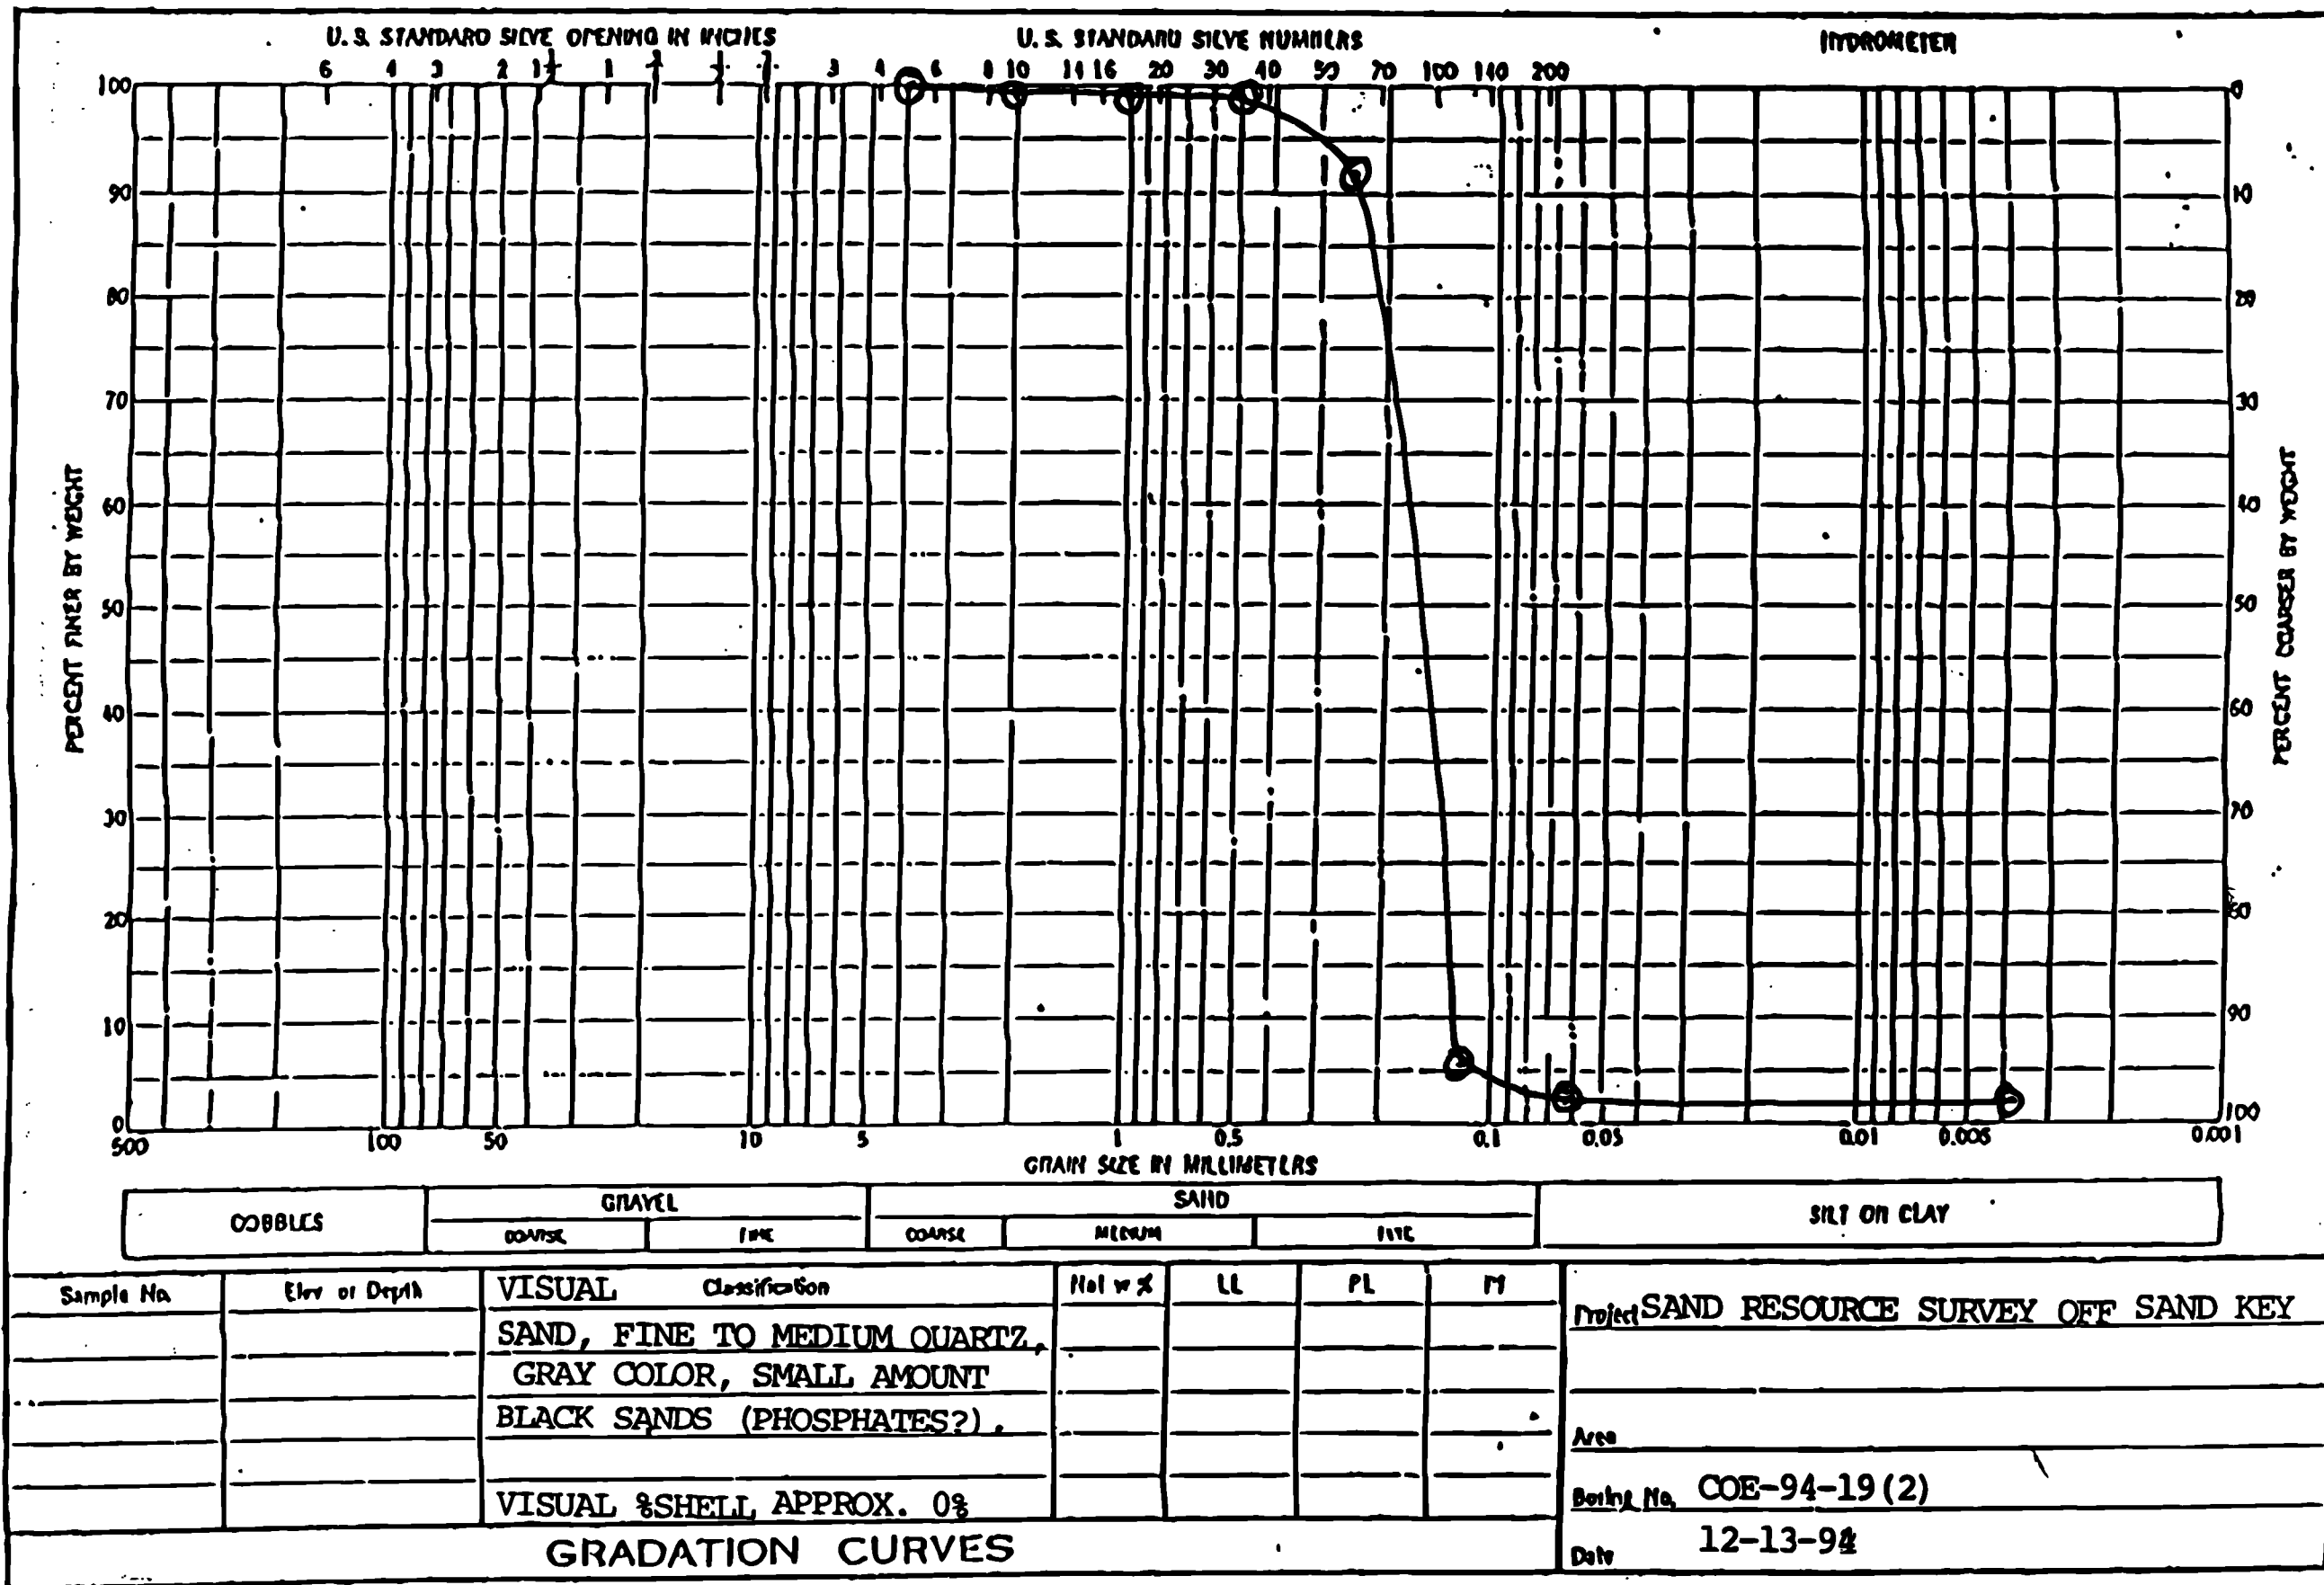 U. S. STANDARD SIEVE OPENING IN INCHES
U. S. STANDARD SIEVE NUMBERS
HYDROMETER
6 4 3 2 1½ 1 3 4 6 8 10 14 16 20 30 40 50 70 100 140 200
100 90 80 70 60 50 40 30 20 10 0
PERCENT FINER BY WEIGHT
0 10 20 30 40 50 60 70 80 90 100
PERCENT COARSER BY WEIGHT
500 100 50 10 5 1 0.5 0.1 0.05 0.01 0.005 0.001
GRAIN SIZE IN MILLIMETERS
COBBLES GRAVEL SAND SILT OR CLAY
COARSE FINE COARSE MEDIUM FINE
Sample No. Elev or Depth VISUAL Classification Nat w % LL PL PI
SAND, FINE TO MEDIUM QUARTZ,
GRAY COLOR, SMALL AMOUNT
BLACK SANDS (PHOSPHATES?).
VISUAL %SHELL APPROX. 0%
Project SAND RESOURCE SURVEY OFF SAND KEY
Area
Boring No. COE-94-19(2)
Date 12-13-94
GRADATION CURVES